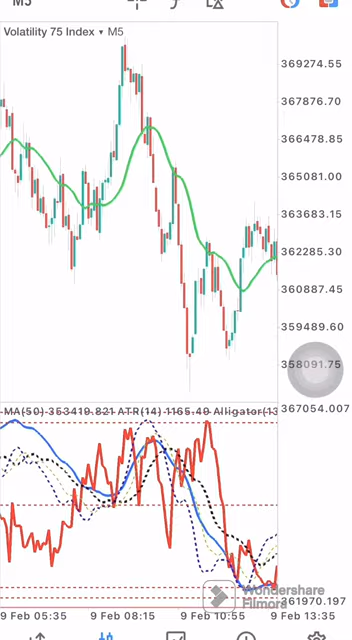 M5
Volatility 75 Index ▾ M5
369274.55
367876.70
366478.85
365081.00
363683.15
362285.30
360887.45
359489.60
358091.75
MA(50) 353419.821 ATR(14) 1165.49 Alligator(13
367054.007
Wondershare
Filmora
361970.197
9 Feb 05:35 9 Feb 08:15 9 Feb 10:55 9 Feb 13:35